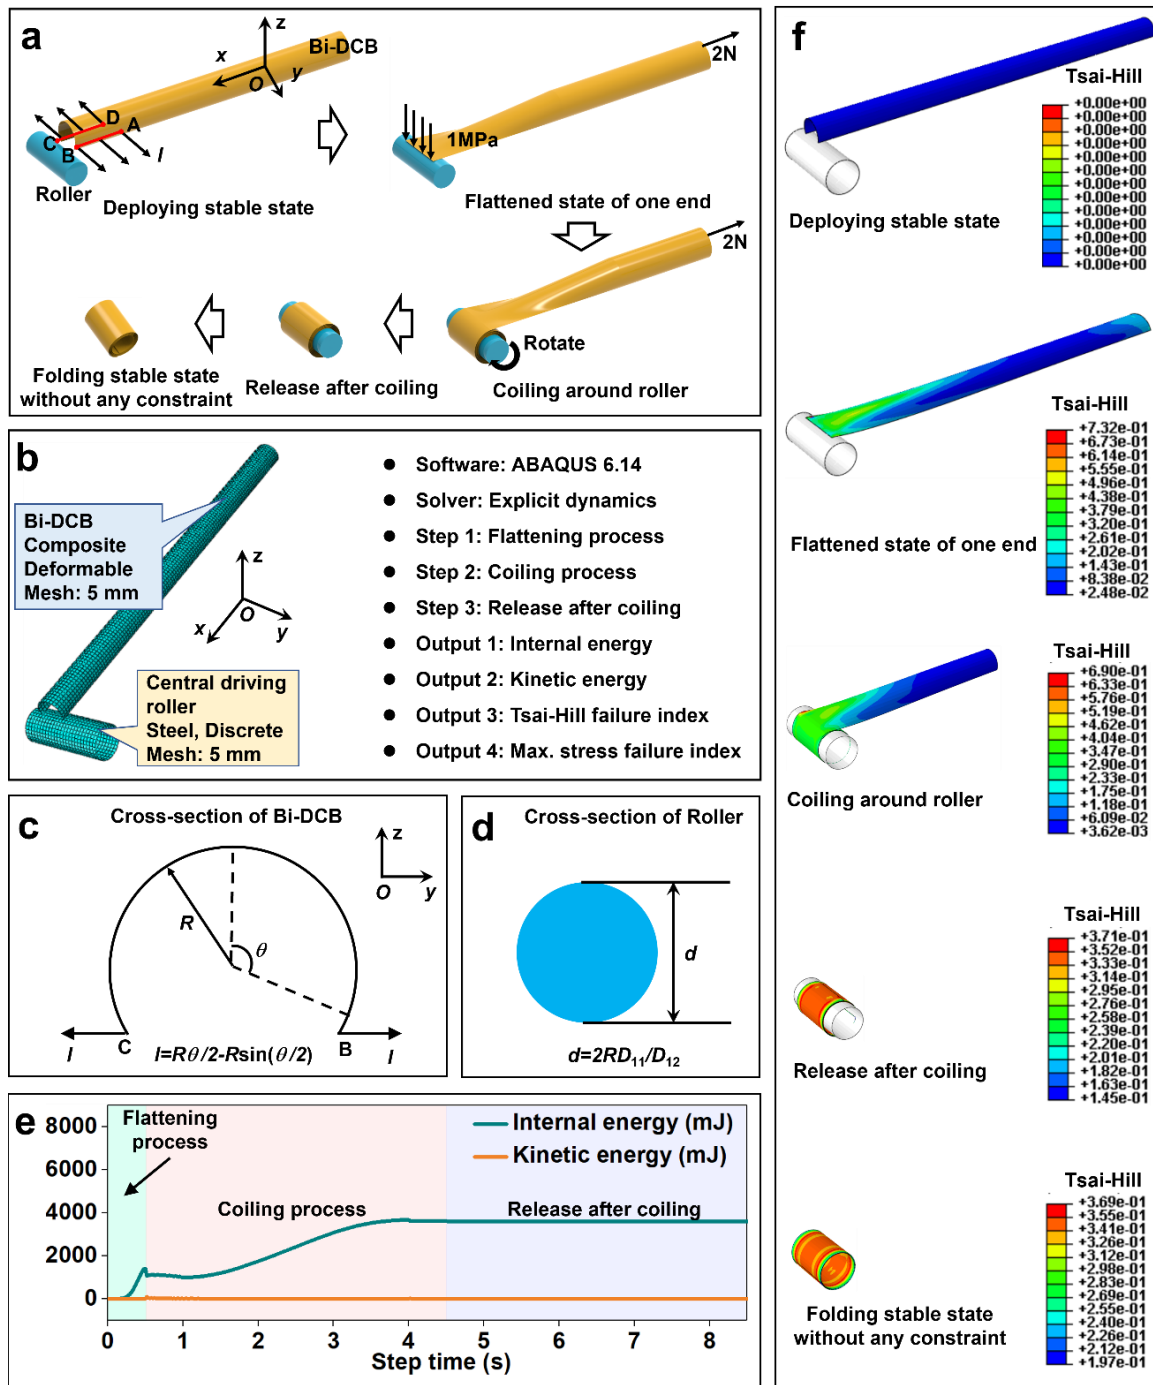 a
z
Bi-DCB
x
O
y
D
A
C
B
l
Roller
Deploying stable state
2N
1MPa
Flattened state of one end
2N
Rotate
Folding stable state
without any constraint
Release after coiling
Coiling around roller
b
Bi-DCB
Composite
Deformable
Mesh: 5 mm
z
O
x
y
Central driving
roller
Steel, Discrete
Mesh: 5 mm
● Software: ABAQUS 6.14
● Solver: Explicit dynamics
● Step 1: Flattening process
● Step 2: Coiling process
● Step 3: Release after coiling
● Output 1: Internal energy
● Output 2: Kinetic energy
● Output 3: Tsai-Hill failure index
● Output 4: Max. stress failure index
c
Cross-section of Bi-DCB
z
O
y
R
θ
l
C
B
l
l=Rθ/2-Rsin(θ/2)
d
Cross-section of Roller
d
d=2RD₁₁/D₁₂
e
Flattening
process
8000
6000
4000
2000
0
Internal energy (mJ)
Kinetic energy (mJ)
Coiling process
Release after coiling
0 1 2 3 4 5 6 7 8
Step time (s)
f
Tsai-Hill
+0.00e+00
+0.00e+00
+0.00e+00
+0.00e+00
+0.00e+00
+0.00e+00
+0.00e+00
+0.00e+00
+0.00e+00
+0.00e+00
+0.00e+00
+0.00e+00
+0.00e+00
Deploying stable state
Tsai-Hill
+7.32e-01
+6.73e-01
+6.14e-01
+5.55e-01
+4.96e-01
+4.38e-01
+3.79e-01
+3.20e-01
+2.61e-01
+2.02e-01
+1.43e-01
+8.38e-02
+2.48e-02
Flattened state of one end
Tsai-Hill
+6.90e-01
+6.33e-01
+5.76e-01
+5.19e-01
+4.62e-01
+4.04e-01
+3.47e-01
+2.90e-01
+2.33e-01
+1.75e-01
+1.18e-01
+6.09e-02
+3.62e-03
Coiling around roller
Tsai-Hill
+3.71e-01
+3.52e-01
+3.33e-01
+3.14e-01
+2.95e-01
+2.76e-01
+2.58e-01
+2.39e-01
+2.20e-01
+2.01e-01
+1.82e-01
+1.63e-01
+1.45e-01
Release after coiling
Tsai-Hill
+3.69e-01
+3.55e-01
+3.41e-01
+3.26e-01
+3.12e-01
+2.98e-01
+2.83e-01
+2.69e-01
+2.55e-01
+2.40e-01
+2.26e-01
+2.12e-01
+1.97e-01
Folding stable state
without any constraint